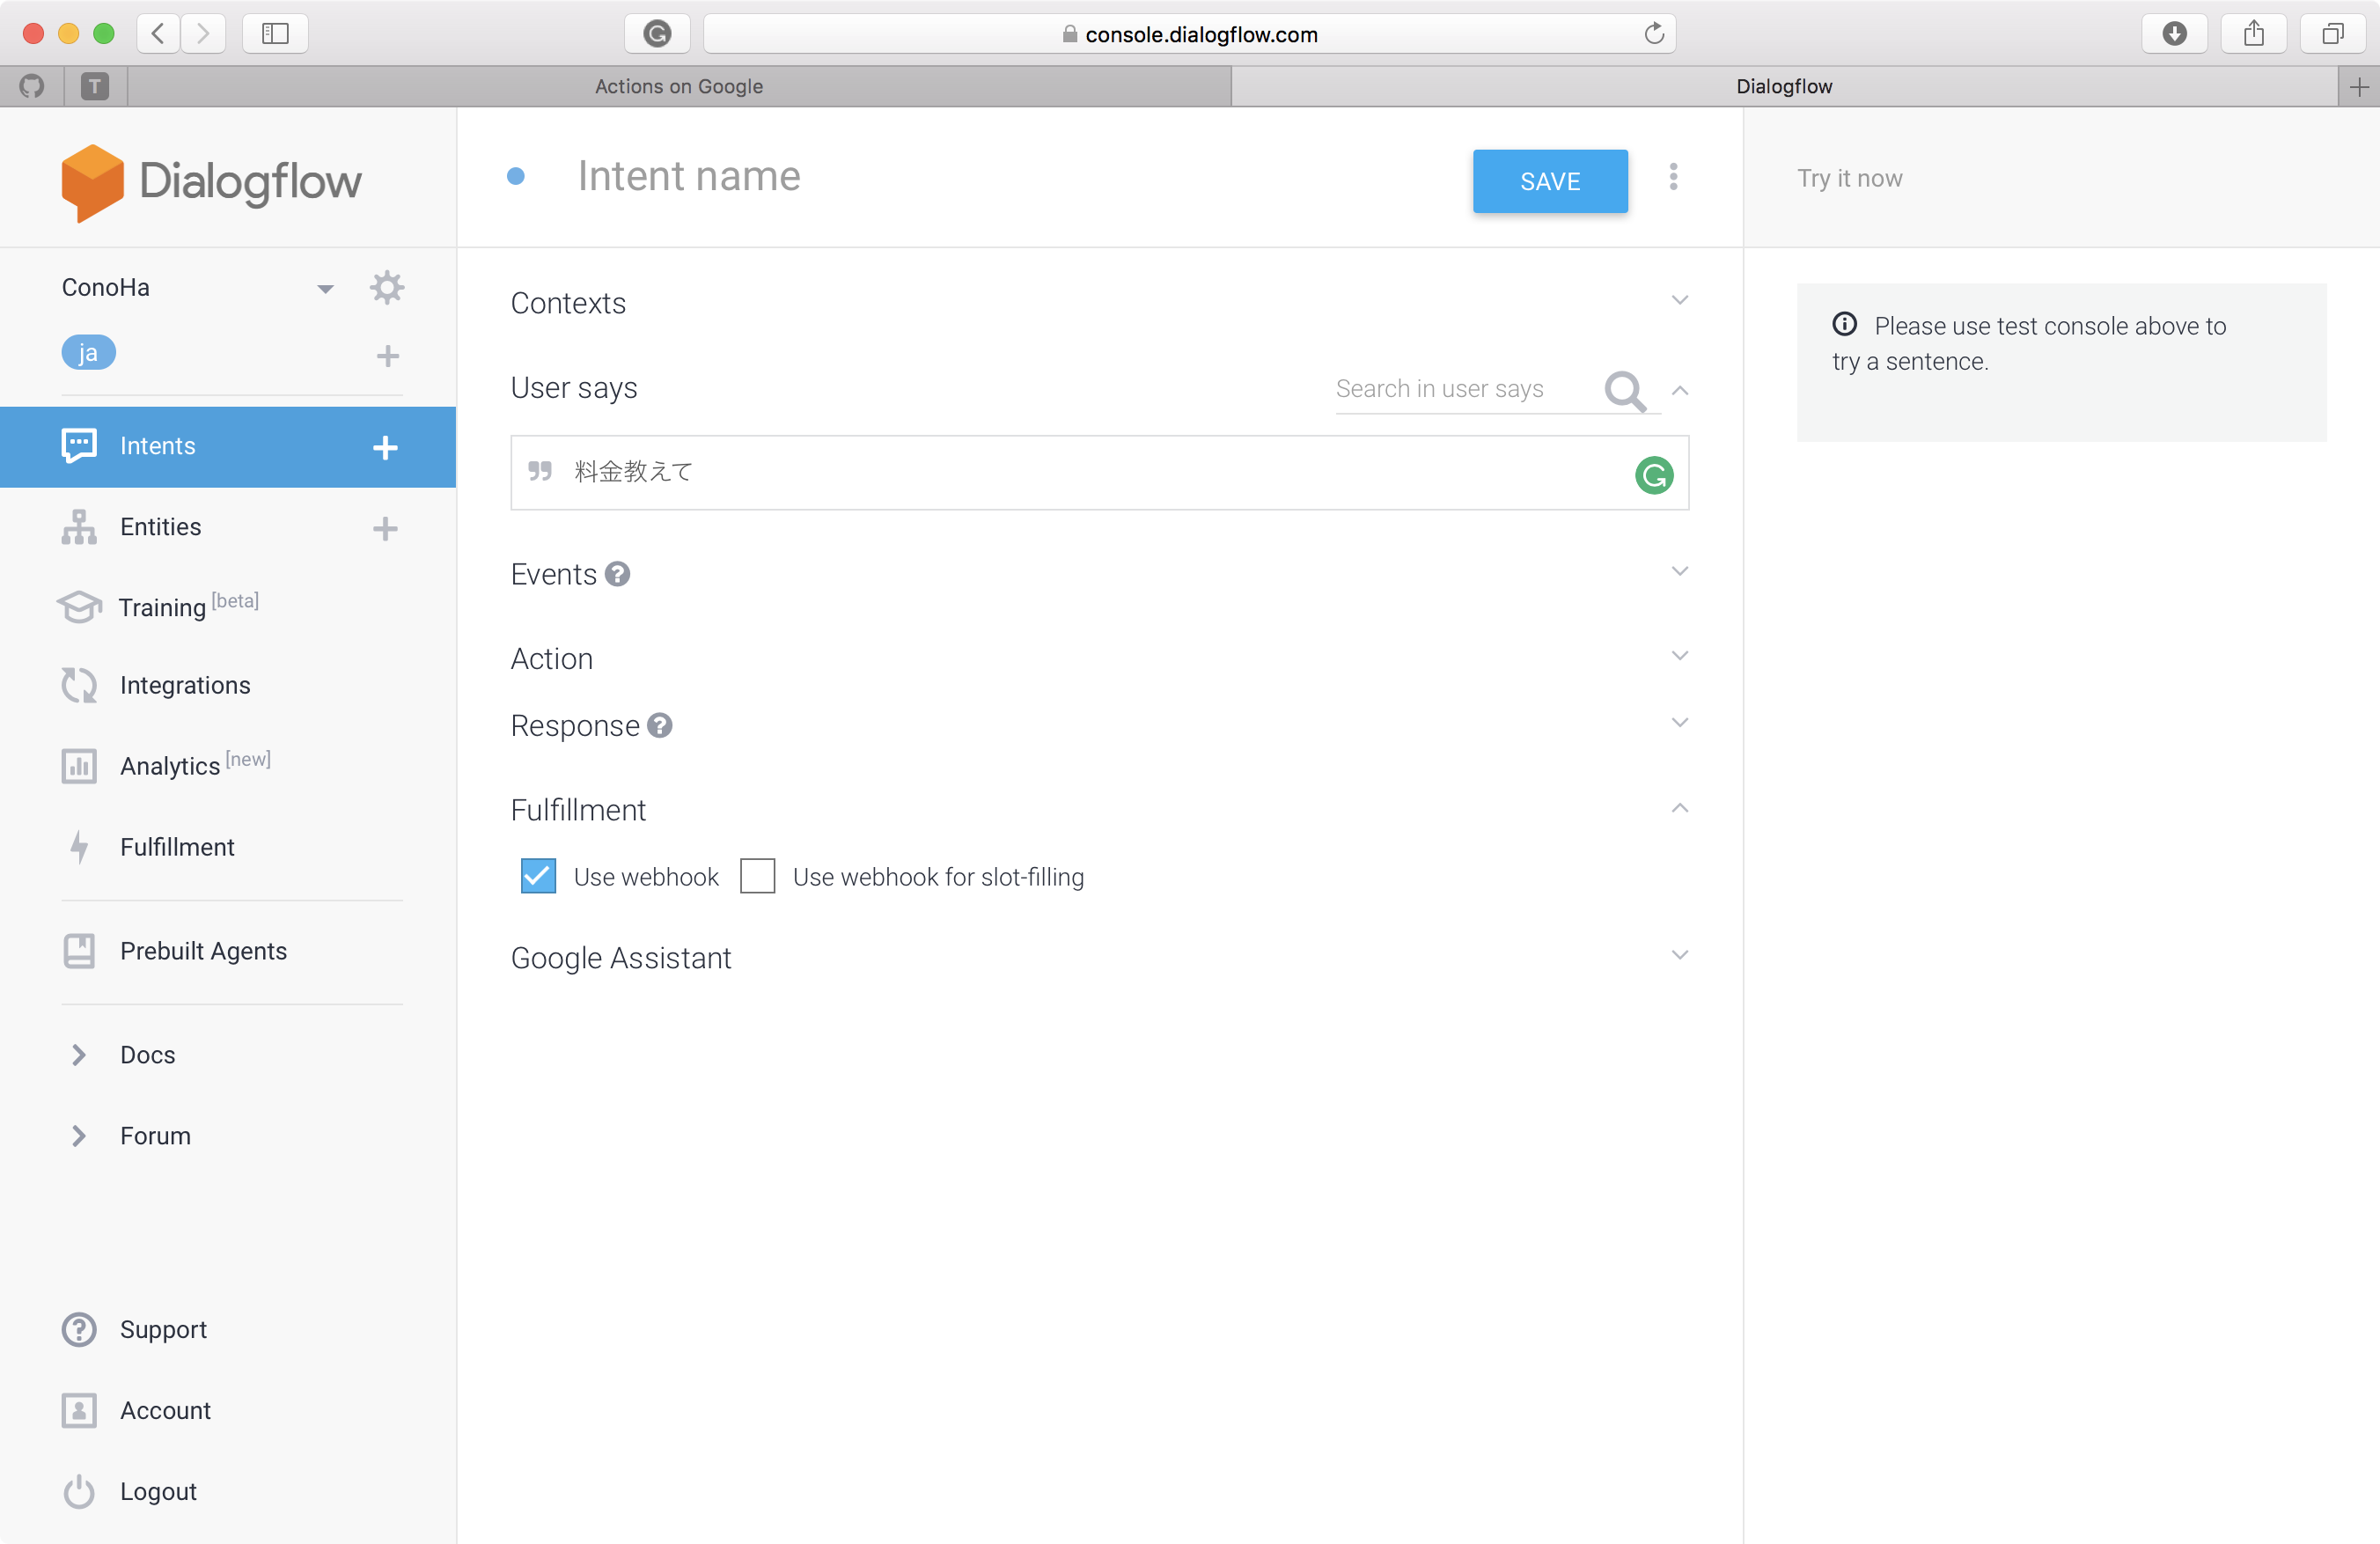 console.dialogflow.com
T
Actions on Google
Dialogflow
Dialogflow
Intent name
SAVE
Try it now
ConoHa
ja
Contexts
Please use test console above to
try a sentence.
User says
Search in user says
Intents
料金教えて
Entities
Events
Training [beta]
Action
Integrations
Response
Analytics [new]
Fulfillment
Fulfillment
Use webhook
Use webhook for slot-filling
Prebuilt Agents
Google Assistant
Docs
Forum
Support
Account
Logout